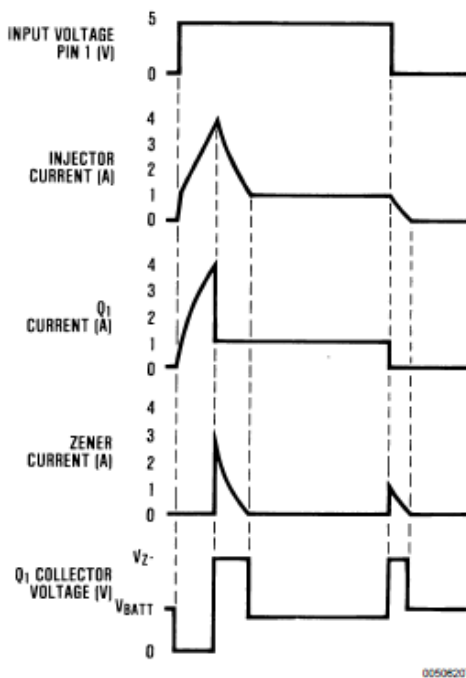 INPUT VOLTAGE
PIN 1 (V)
5
0
INJECTOR
CURRENT (A)
4
3
2
1
0
Q1
CURRENT (A)
4
3
2
1
0
ZENER
CURRENT (A)
4
3
2
1
0
Q1 COLLECTOR
VOLTAGE (V)
VZ-
VBATT
0
00506207